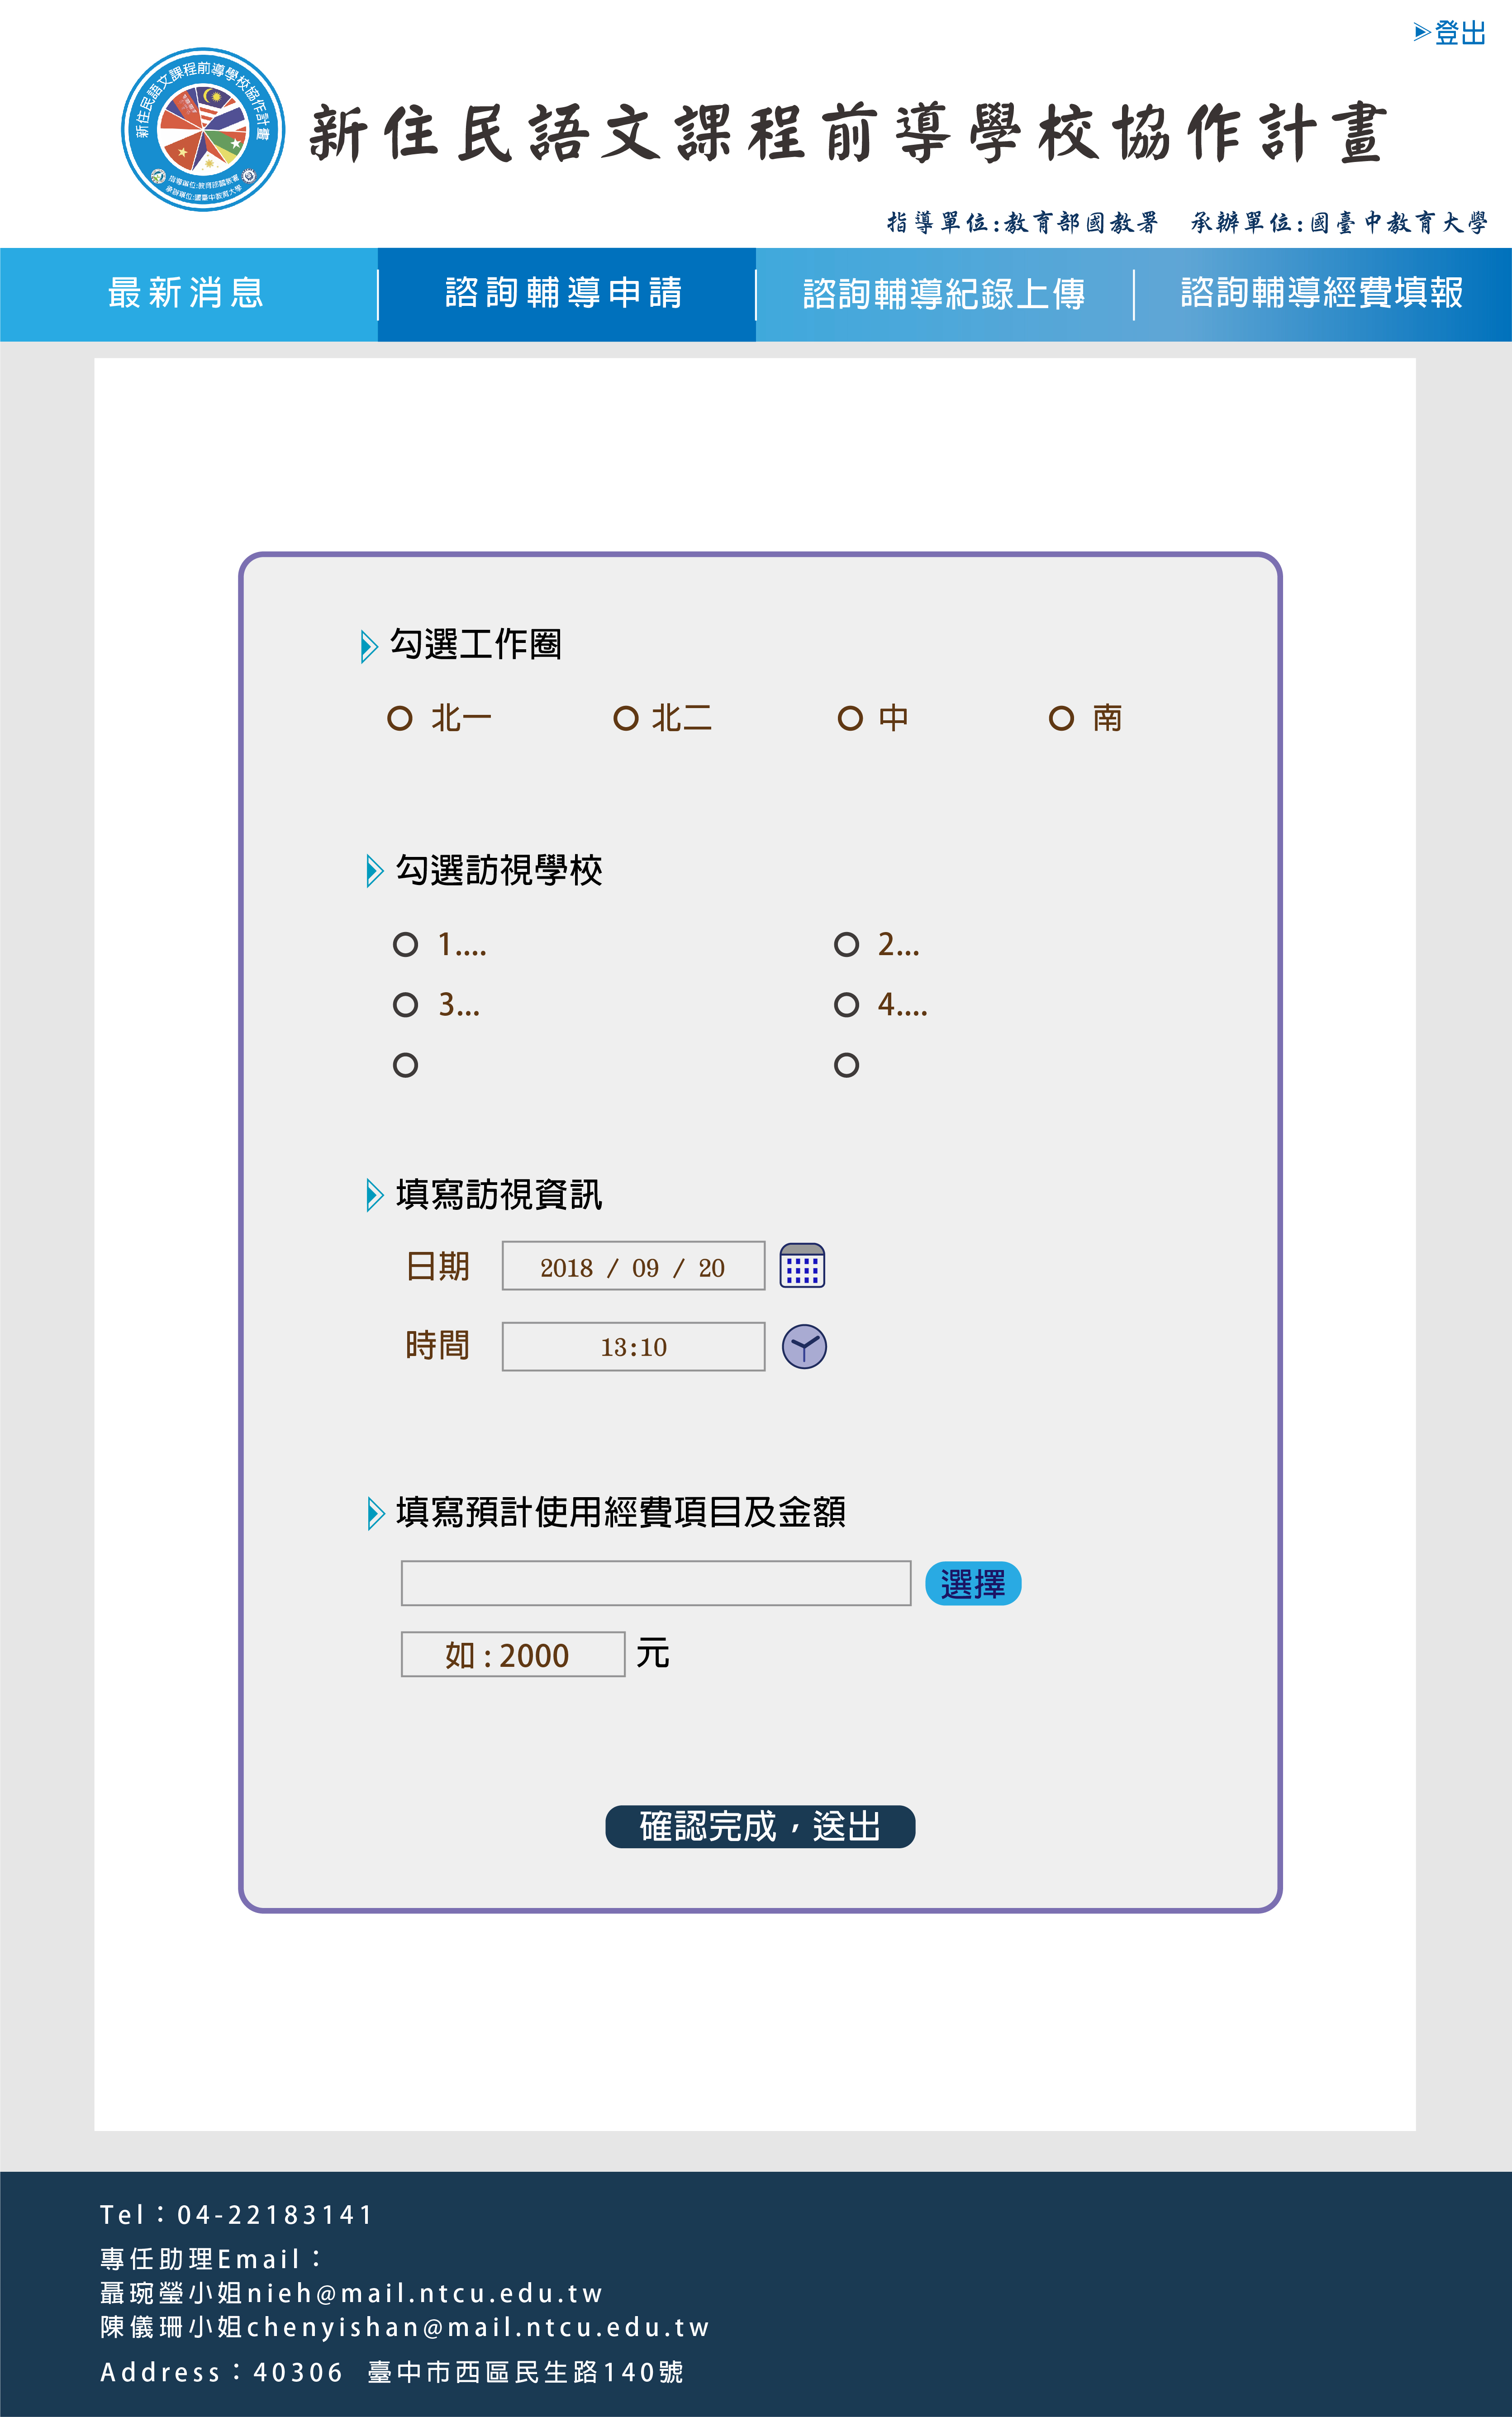 登出
新住民語文課程前導學校協作計畫
指導單位:教育部國教署
承辦單位:國臺中教育大學
新住民語文課程前導學校協作計畫
指導單位:教育部國教署 承辦單位:國臺中教育大學
最新消息 諮詢輔導申請 諮詢輔導紀錄上傳 諮詢輔導經費填報
勾選工作圈
北一 北二 中 南
勾選訪視學校
1.... 2...
3... 4....
填寫訪視資訊
日期 2018 / 09 / 20
時間 13:10
填寫預計使用經費項目及金額
選擇
如:2000 元
確認完成,送出
Tel:04-22183141
專任助理Email:
聶琬瑩小姐nieh@mail.ntcu.edu.tw
陳儀珊小姐chenyishan@mail.ntcu.edu.tw
Address:40306 臺中市西區民生路140號